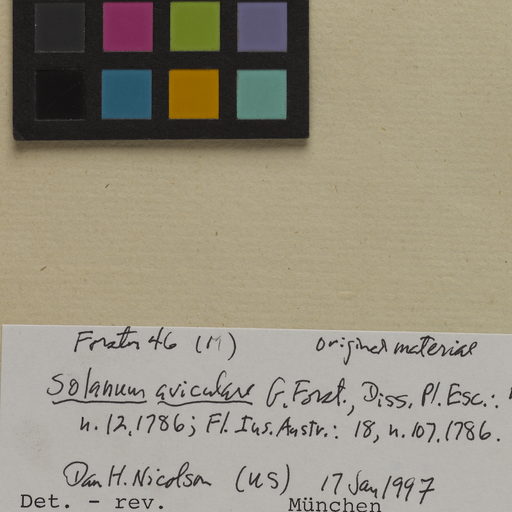 Forster 46 (M) original material
Solanum aviculare G. Forst., Diss. Pl. Esc.:
n. 12. 1786; Fl. Ins. Austr.: 18, n. 107. 1786.
Dan H. Nicolson (US) 17 Jan 1997
Det. - rev. München